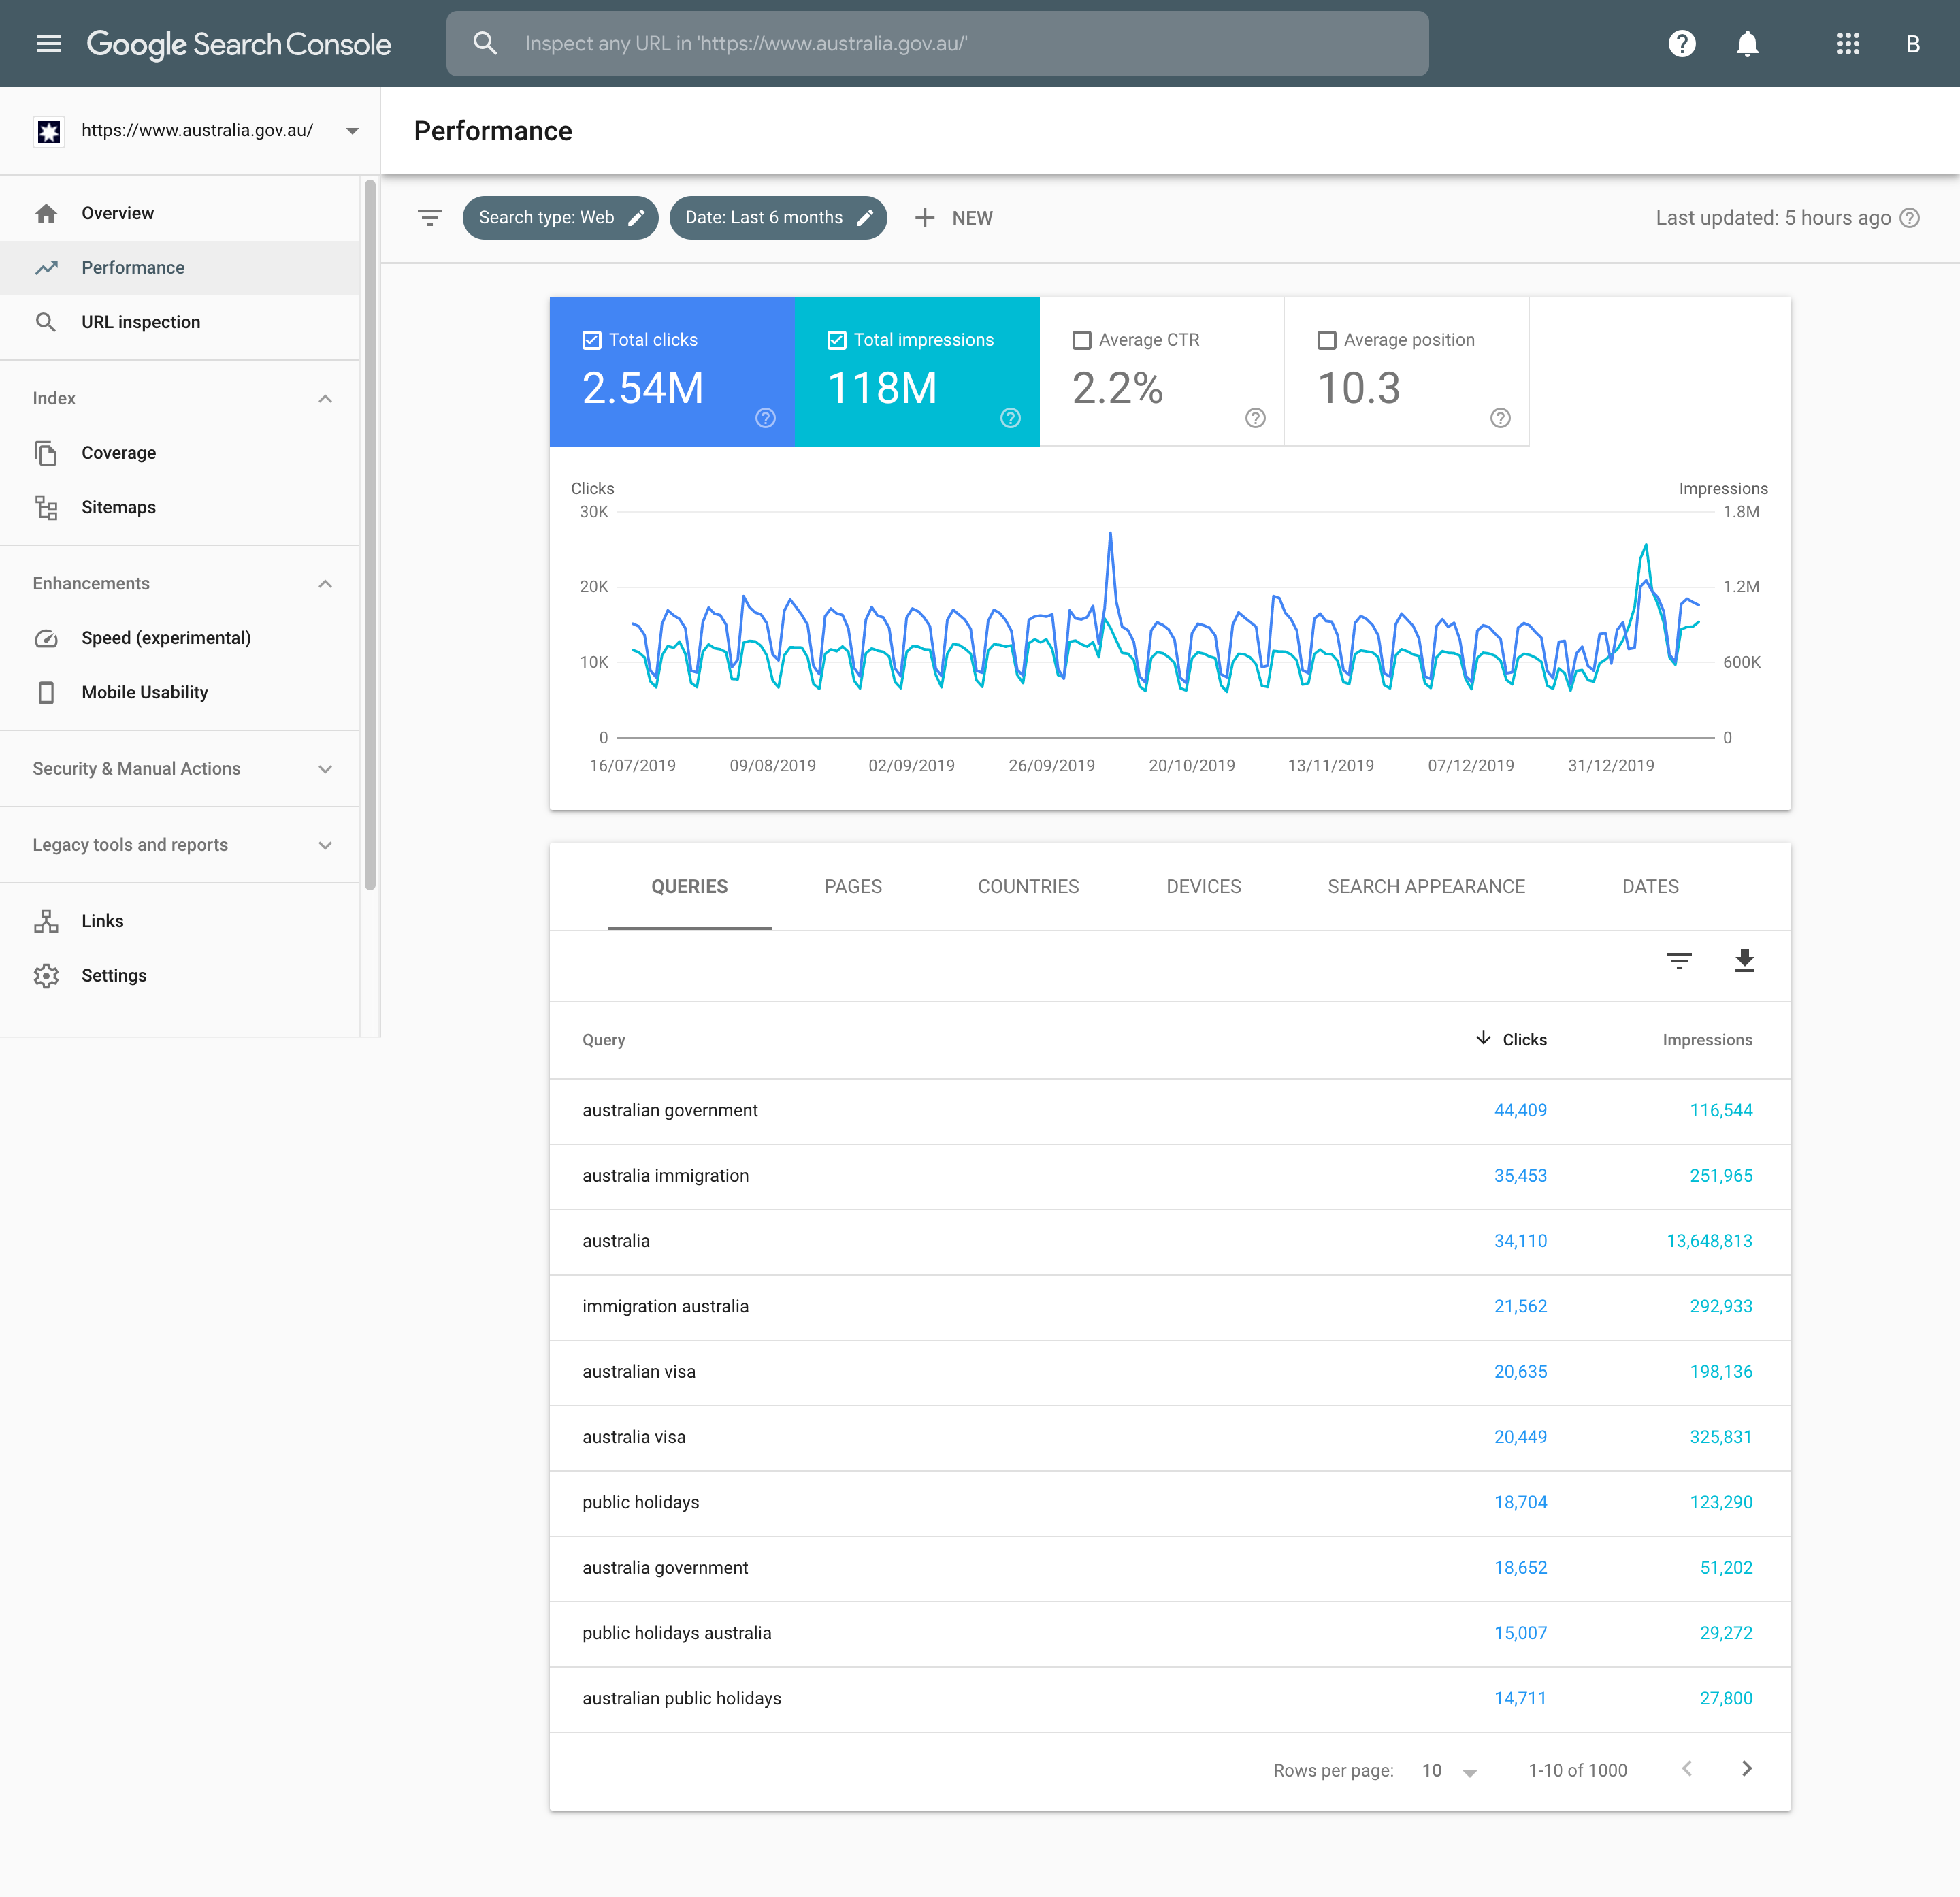 Google Search Console
Inspect any URL in 'https://www.australia.gov.au/'
B
https://www.australia.gov.au/
Performance
Overview
Performance
URL inspection
Index
Coverage
Sitemaps
Enhancements
Speed (experimental)
Mobile Usability
Security & Manual Actions
Legacy tools and reports
Links
Settings
Search type: Web
Date: Last 6 months
NEW
Last updated: 5 hours ago
Total clicks
2.54M
Total impressions
118M
Average CTR
2.2%
Average position
10.3
Clicks
Impressions
30K
1.8M
20K
1.2M
10K
600K
0
0
16/07/2019
09/08/2019
02/09/2019
26/09/2019
20/10/2019
13/11/2019
07/12/2019
31/12/2019
QUERIES
PAGES
COUNTRIES
DEVICES
SEARCH APPEARANCE
DATES
Query Clicks Impressions
australian government 44,409 116,544
australia immigration 35,453 251,965
australia 34,110 13,648,813
immigration australia 21,562 292,933
australian visa 20,635 198,136
australia visa 20,449 325,831
public holidays 18,704 123,290
australia government 18,652 51,202
public holidays australia 15,007 29,272
australian public holidays 14,711 27,800
Rows per page: 10 1-10 of 1000